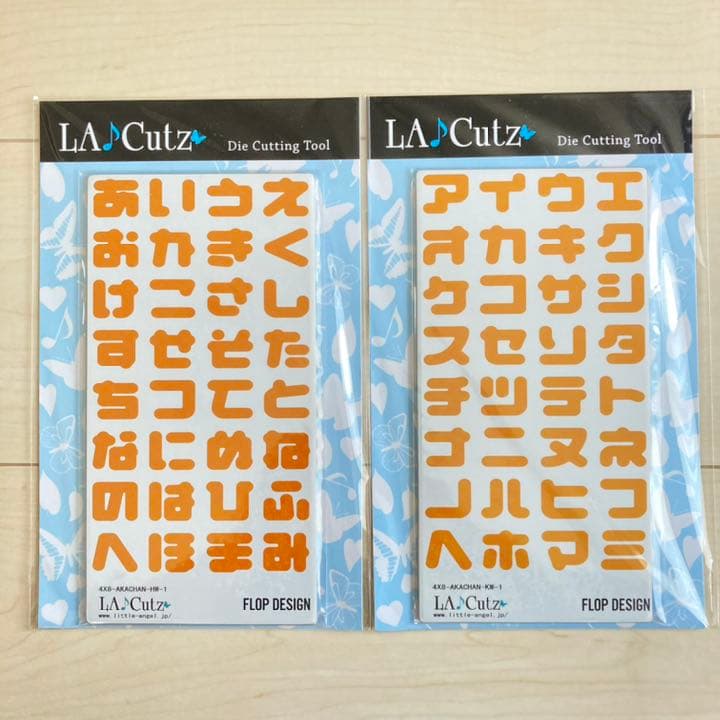 LA♪Cutz
Die Cutting Tool
あいうえ
おかきく
けこさし
すせそた
ちつてと
なにぬね
のはひふ
へほまみ
4X8-AKACHAN-HW-1
LA♪Cutz
www.little-angel.jp/
FLOP DESIGN
LA♪Cutz
Die Cutting Tool
アイウエ
オカキク
ケコサシ
スセソタ
チツテト
ナニヌネ
ノハヒフ
ヘホマミ
4X8-AKACHAN-KW-1
LA♪Cutz
www.little-angel.jp/
FLOP DESIGN